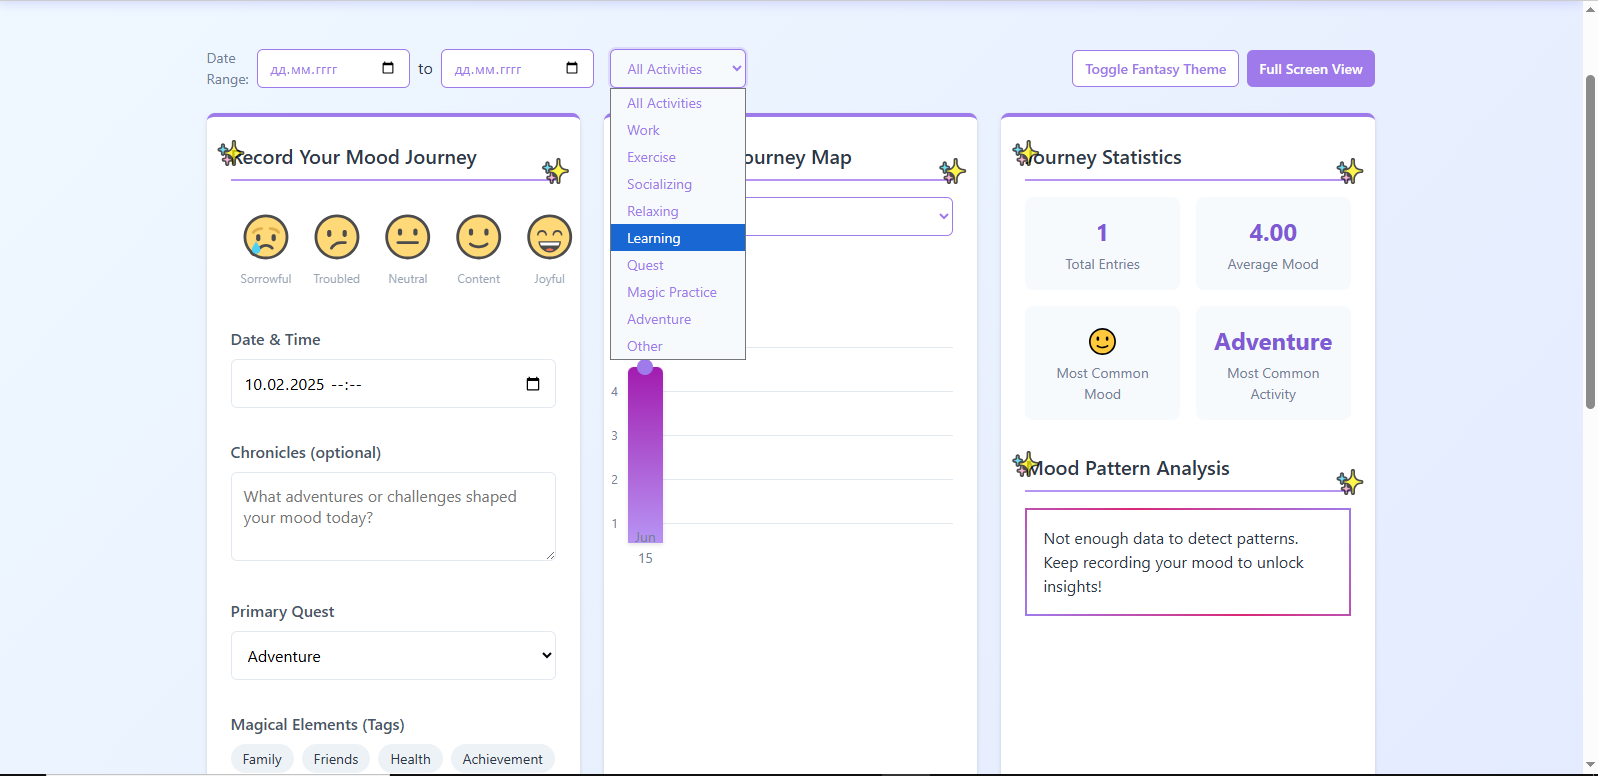 Date
Range:
дд.мм.гггг
to
дд.мм.гггг
All Activities
Toggle Fantasy Theme
Full Screen View
All Activities
Work
Exercise
Socializing
Relaxing
Learning
Quest
Magic Practice
Adventure
Other
Record Your Mood Journey
Sorrowful
Troubled
Neutral
Content
Joyful
Date & Time
10.02.2025 --:--
Chronicles (optional)
What adventures or challenges shaped
your mood today?
Primary Quest
Adventure
Magical Elements (Tags)
Family
Friends
Health
Achievement
Journey Map
4
3
2
1
Jun
15
Journey Statistics
1
Total Entries
4.00
Average Mood
Most Common
Mood
Adventure
Most Common
Activity
Mood Pattern Analysis
Not enough data to detect patterns.
Keep recording your mood to unlock
insights!